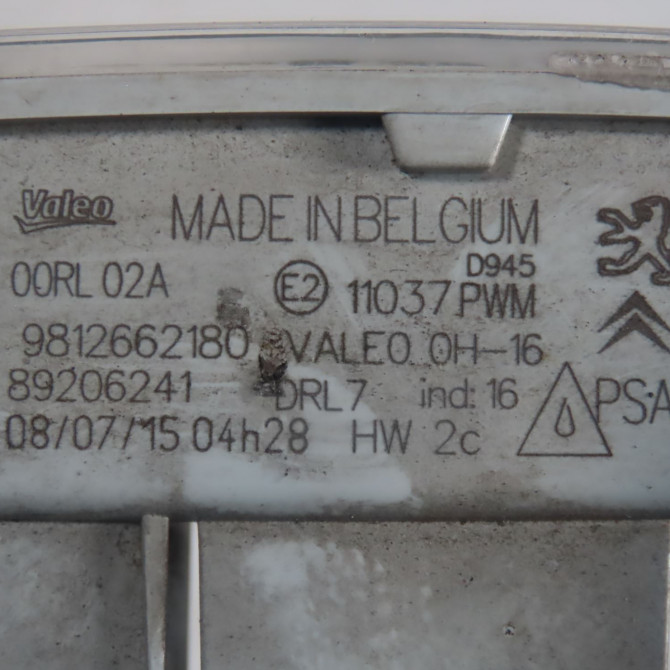 Valeo MADE IN BELGIUM
D945
00RL 02A E2 11037 PWM
9812662180 VALEO 0H-16
89206241 DRL7 ind: 16 PSA
08/07/15 04h28 HW 2c